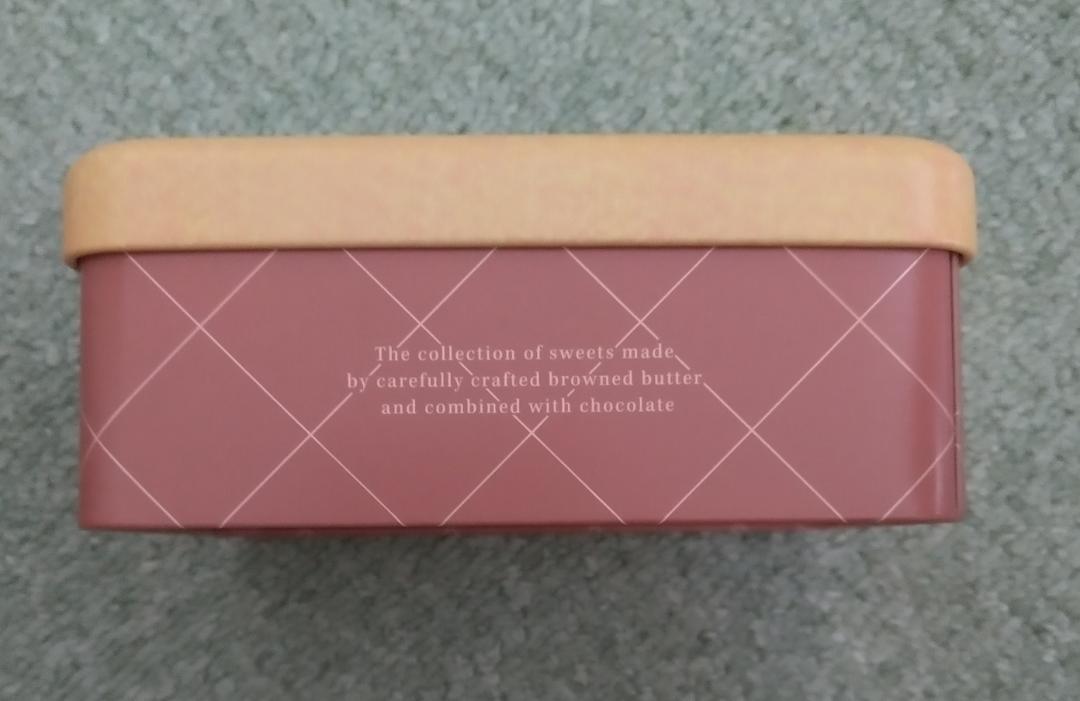 The collection of sweets made
by carefully crafted browned butter
and combined with chocolate